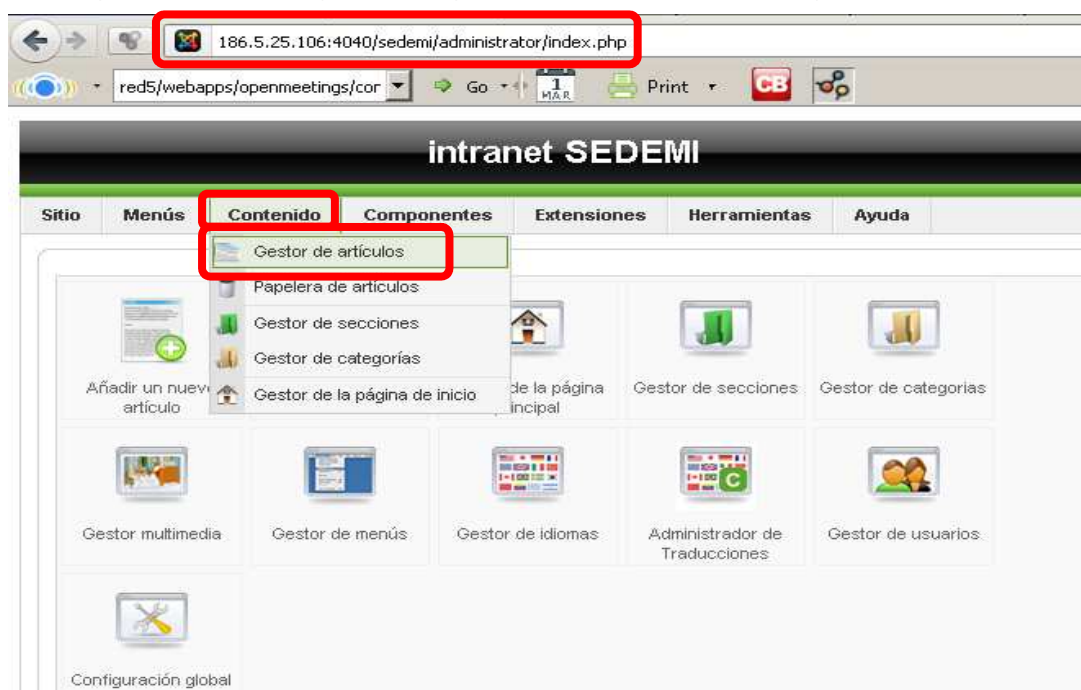 186.5.25.106:4040/sedemi/administrator/index.php
red5/webapps/openmeetings/cor
Go
1
MAR
Print
CB
intranet SEDEMI
Sitio Menús Contenido Componentes Extensiones Herramientas Ayuda
Gestor de artículos
Papelera de artículos
Gestor de secciones
Gestor de categorías
Gestor de la página de inicio
Añadir un nuev
artículo
de la página
incipal
Gestor de secciones
Gestor de categorias
Gestor multimedia
Gestor de menús
Gestor de idiomas
C
Administrador de
Traducciones
Gestor de usuarios
Configuración global